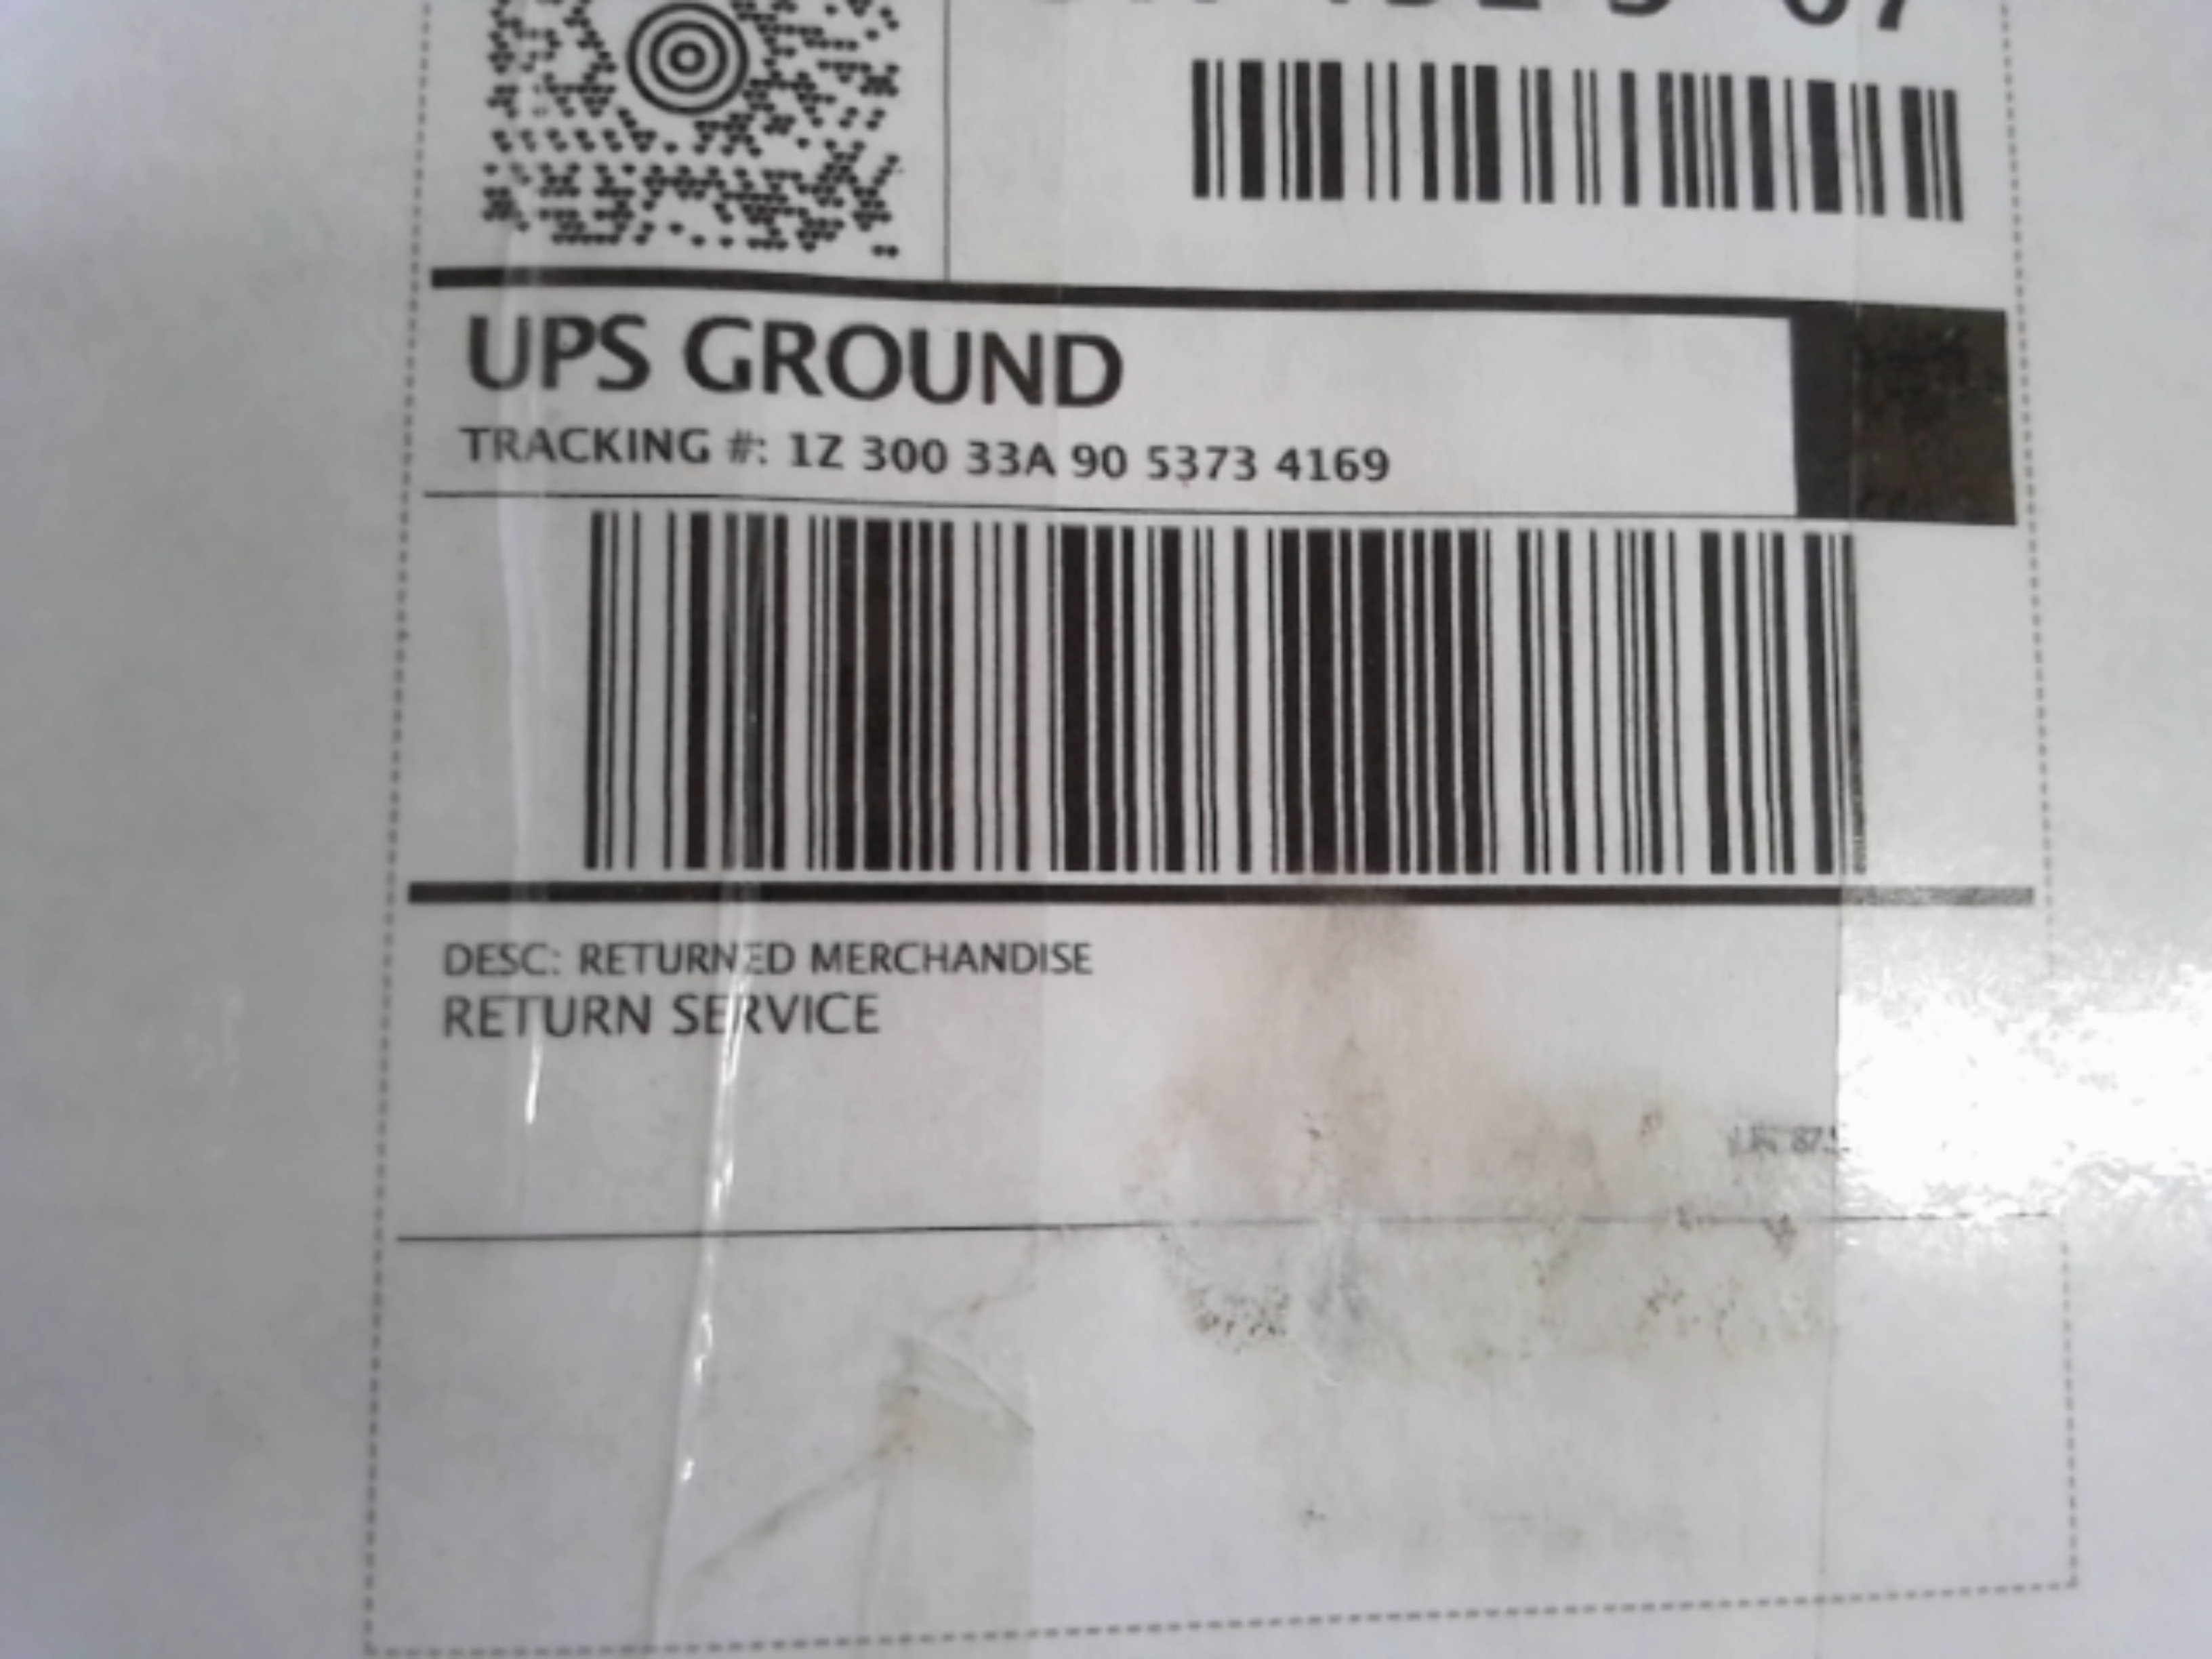 UPS GROUND
TRACKING #: 1Z 300 33A 90 5373 4169
DESC: RETURNED MERCHANDISE
RETURN SERVICE